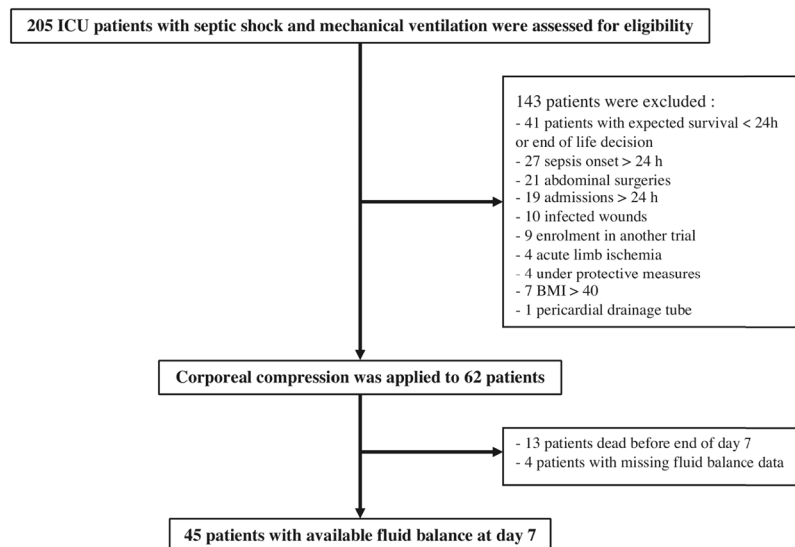 205 ICU patients with septic shock and mechanical ventilation were assessed for eligibility
143 patients were excluded :
- 41 patients with expected survival < 24h
or end of life decision
- 27 sepsis onset > 24 h
- 21 abdominal surgeries
- 19 admissions > 24 h
- 10 infected wounds
- 9 enrolment in another trial
- 4 acute limb ischemia
- 4 under protective measures
- 7 BMI > 40
- 1 pericardial drainage tube
Corporeal compression was applied to 62 patients
- 13 patients dead before end of day 7
- 4 patients with missing fluid balance data
45 patients with available fluid balance at day 7